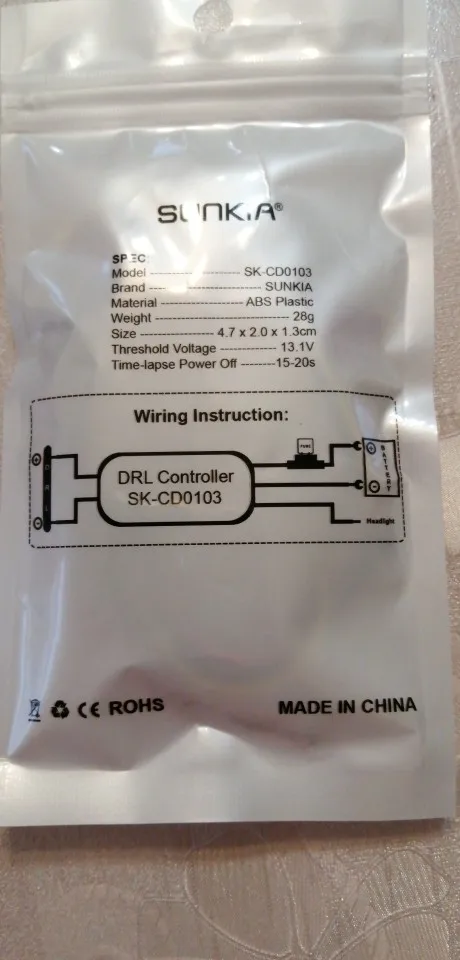 SUNKiA®
SPEC:
Model ---------------------- SK-CD0103
Brand --------------------------- SUNKIA
Material -------------------- ABS Plastic
Weight --------------------------------- 28g
Size ---------------- 4.7 x 2.0 x 1.3cm
Threshold Voltage --------------- 13.1V
Time-lapse Power Off --------15-20s
Wiring Instruction:
DRL
DRL Controller
SK-CD0103
FUSE
BATTERY
Headlight
CE ROHS
MADE IN CHINA